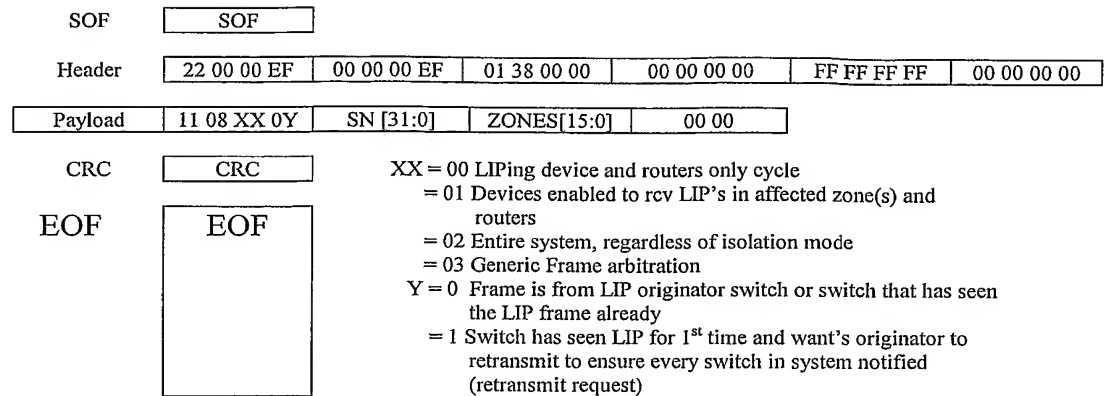 SOF SOF
Header 22 00 00 EF 00 00 00 EF 01 38 00 00 00 00 00 00 FF FF FF FF 00 00 00 00
Payload 11 08 XX 0Y SN [31:0] ZONES[15:0] 00 00
CRC CRC
XX = 00 LIPing device and routers only cycle
= 01 Devices enabled to rcv LIP's in affected zone(s) and
routers
EOF EOF
= 02 Entire system, regardless of isolation mode
= 03 Generic Frame arbitration
Y = 0 Frame is from LIP originator switch or switch that has seen
the LIP frame already
= 1 Switch has seen LIP for 1st time and want's originator to
retransmit to ensure every switch in system notified
(retransmit request)